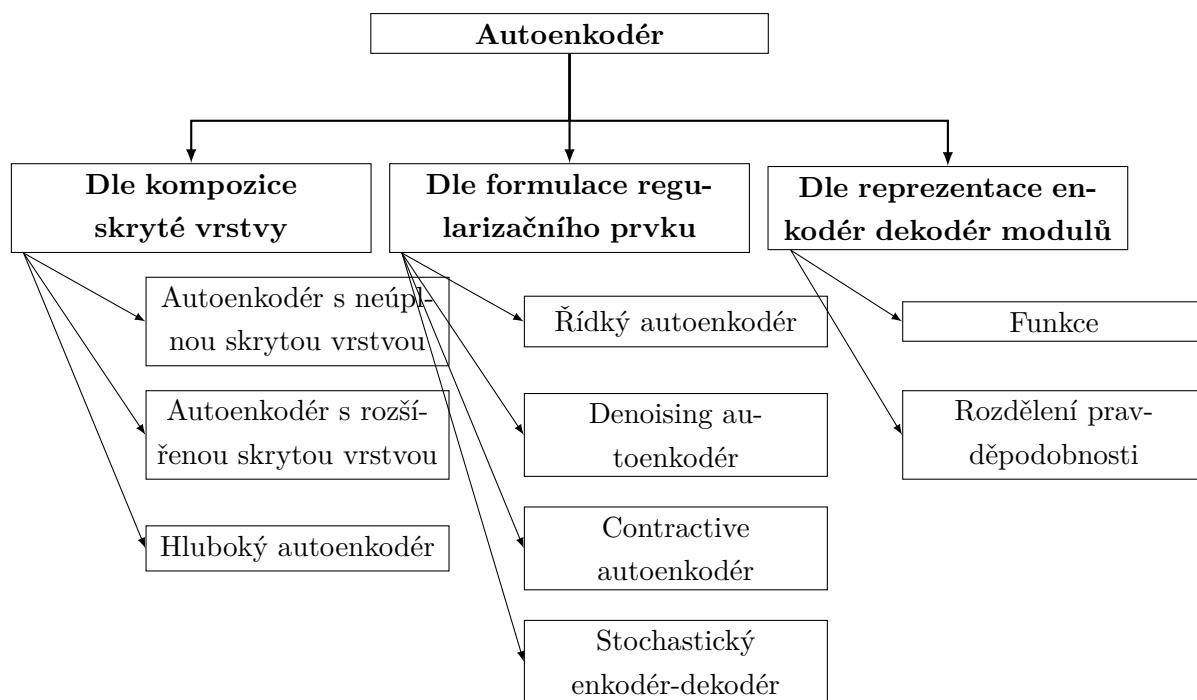 Autoenkodér
Dle kompozice
skryté vrstvy
Dle formulace regu-
larizačního prvku
Dle reprezentace en-
kodér dekodér modulů
Autoenkodér s neúpl-
nou skrytou vrstvou
Autoenkodér s rozší-
řenou skrytou vrstvou
Hluboký autoenkodér
Řídký autoenkodér
Denoising au-
toenkodér
Contractive
autoenkodér
Stochastický
enkodér-dekodér
Funkce
Rozdělení prav-
děpodobnosti